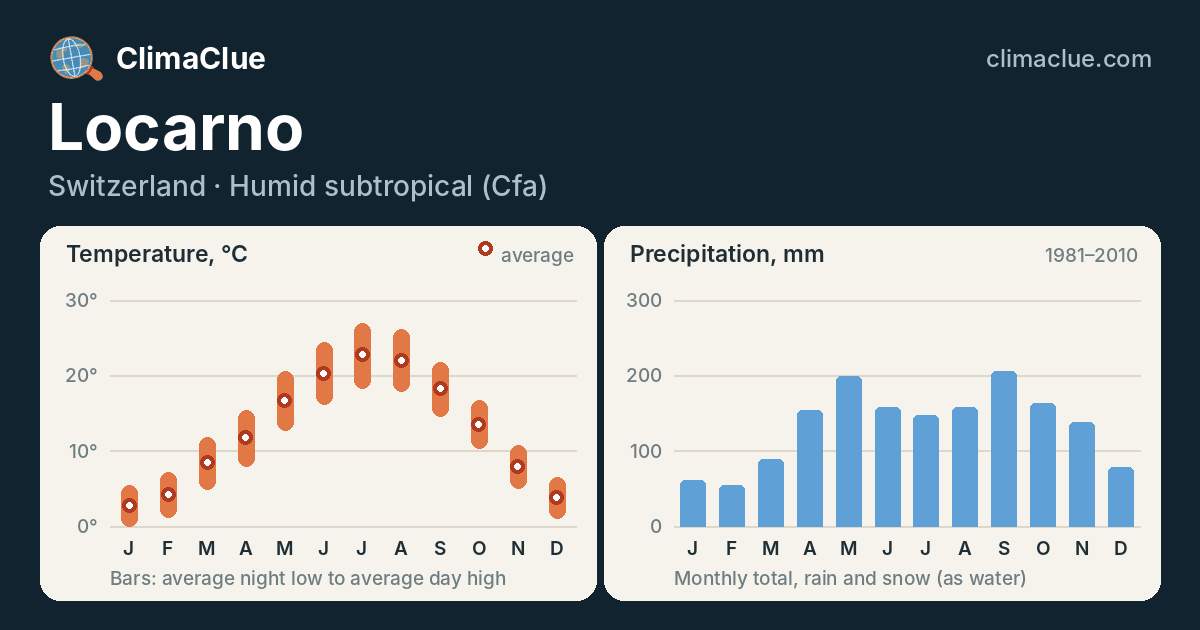 ClimaClue
climaclue.com
Locarno
Switzerland · Humid subtropical (Cfa)
Temperature, °C
average
30°
20°
10°
0°
J F M A M J J A S O N D
Bars: average night low to average day high
Precipitation, mm
1981–2010
300
200
100
0
J F M A M J J A S O N D
Monthly total, rain and snow (as water)